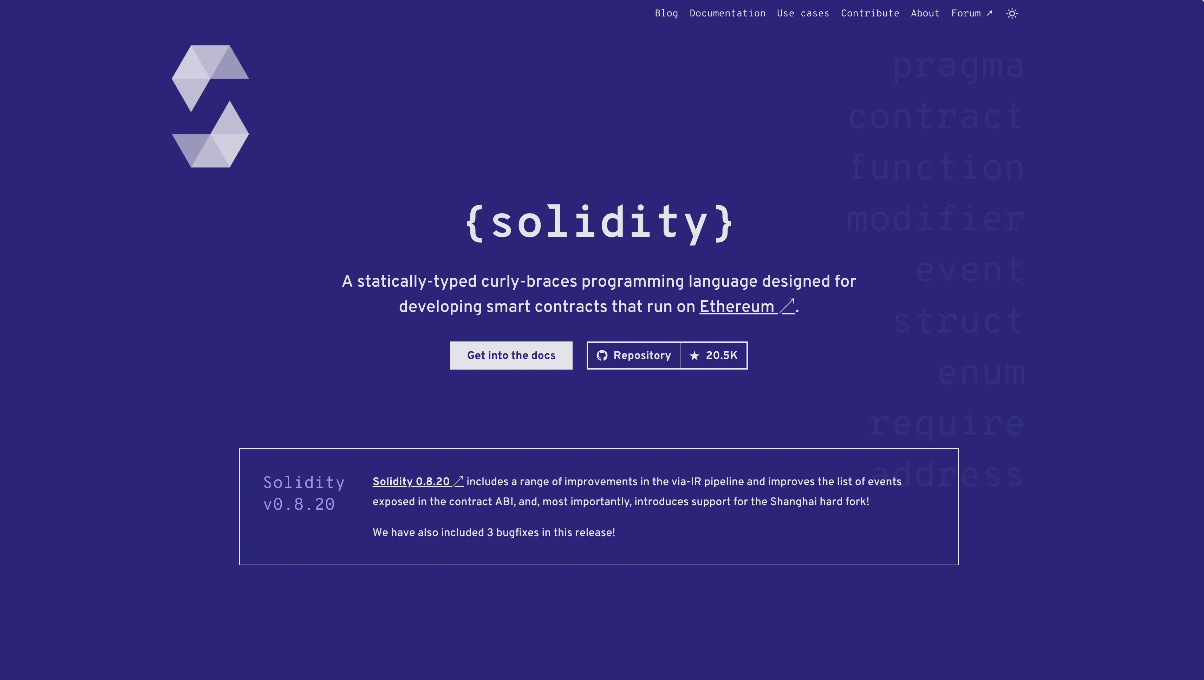 Blog Documentation Use cases Contribute About Forum ↗
pragma
contract
function
modifier
event
struct
enum
require
address
{solidity}
A statically-typed curly-braces programming language designed for
developing smart contracts that run on Ethereum ↗.
Get into the docs
Repository ★ 20.5K
Solidity
v0.8.20
Solidity 0.8.20 ↗ includes a range of improvements in the via-IR pipeline and improves the list of events
exposed in the contract ABI, and, most importantly, introduces support for the Shanghai hard fork!
We have also included 3 bugfixes in this release!